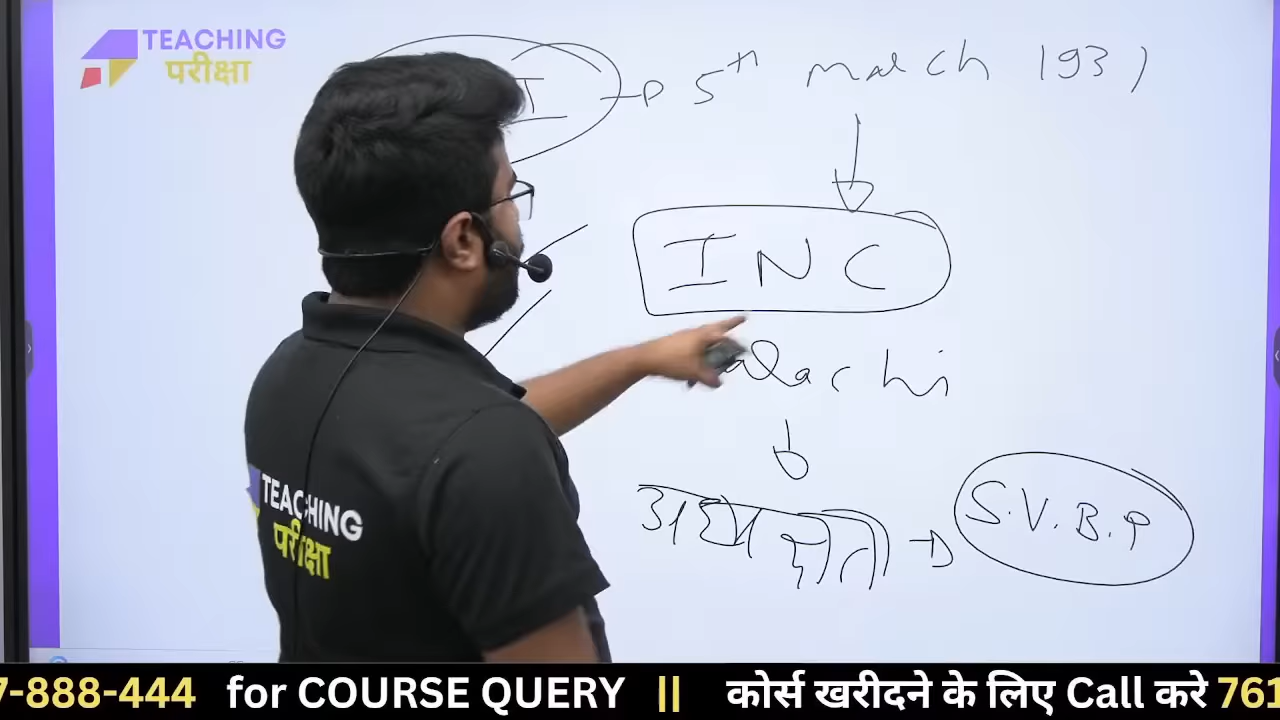 TEACHING
परीक्षा
I → 5th March 1931
INC
arachi
अध्यक्षता → S.V.B.P
TEACHING
परीक्षा
7-888-444 for COURSE QUERY || कोर्स खरीदने के लिए Call करे 761